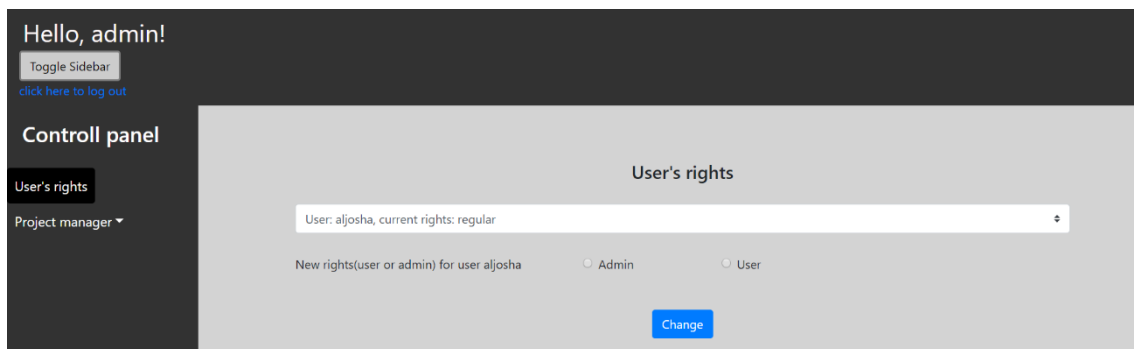 Hello, admin!
Toggle Sidebar
click here to log out
Controll panel
User's rights
Project manager
User's rights
User: aljosha, current rights: regular
New rights(user or admin) for user aljosha Admin User
Change